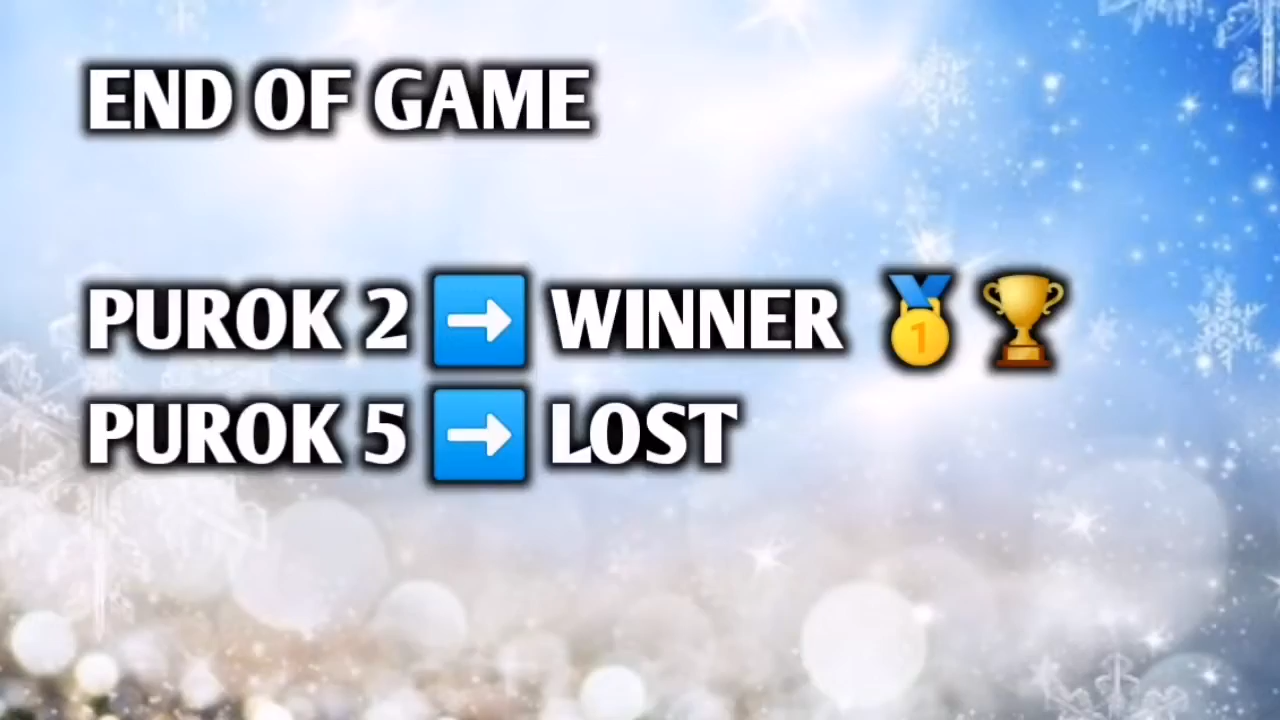 END OF GAME
PUROK 2 ➡️ WINNER 🥇🏆
PUROK 5 ➡️ LOST